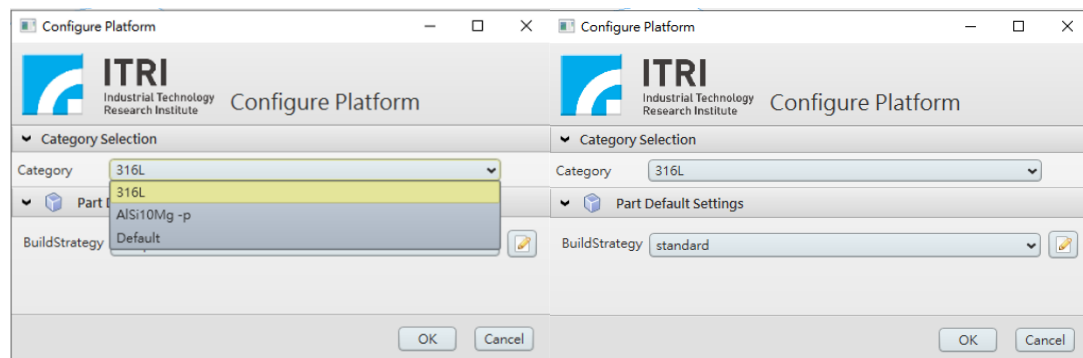 Configure Platform
ITRI
Industrial Technology
Research Institute
Configure Platform
Category Selection
Category 316L
316L
AlSi10Mg -p
Default
Part
BuildStrategy
OK Cancel
Configure Platform
ITRI
Industrial Technology
Research Institute
Configure Platform
Category Selection
Category 316L
Part Default Settings
BuildStrategy standard
OK Cancel